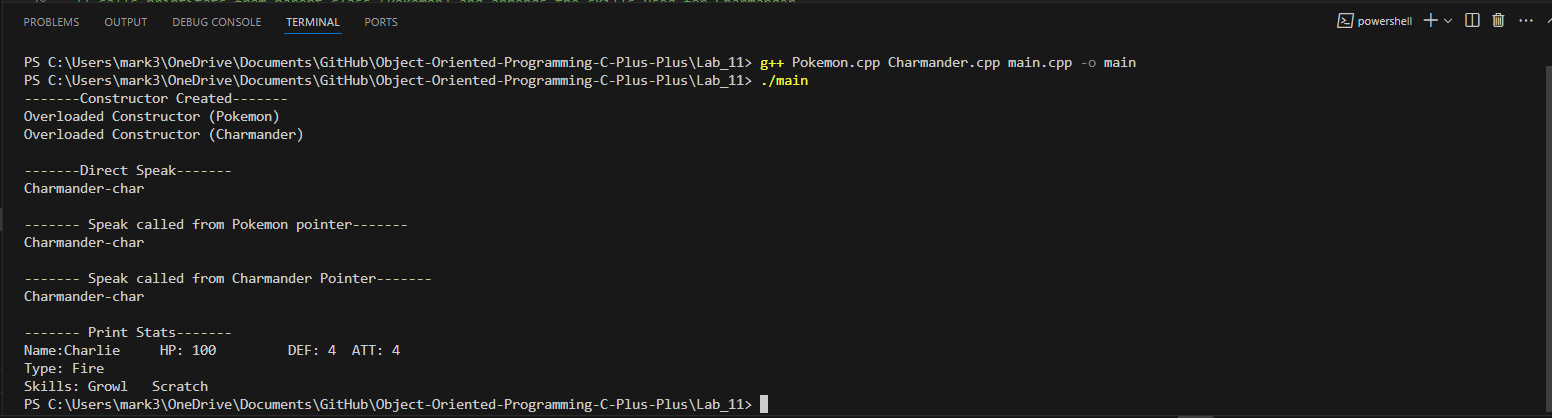 PROBLEMS OUTPUT DEBUG CONSOLE TERMINAL PORTS powershell
PS C:\Users\mark3\OneDrive\Documents\GitHub\Object-Oriented-Programming-C-Plus-Plus\Lab_11> g++ Pokemon.cpp Charmander.cpp main.cpp -o main
PS C:\Users\mark3\OneDrive\Documents\GitHub\Object-Oriented-Programming-C-Plus-Plus\Lab_11> ./main
-------Constructor Created-------
Overloaded Constructor (Pokemon)
Overloaded Constructor (Charmander)
-------Direct Speak-------
Charmander-char
------- Speak called from Pokemon pointer-------
Charmander-char
------- Speak called from Charmander Pointer-------
Charmander-char
------- Print Stats-------
Name:Charlie HP: 100 DEF: 4 ATT: 4
Type: Fire
Skills: Growl Scratch
PS C:\Users\mark3\OneDrive\Documents\GitHub\Object-Oriented-Programming-C-Plus-Plus\Lab_11>